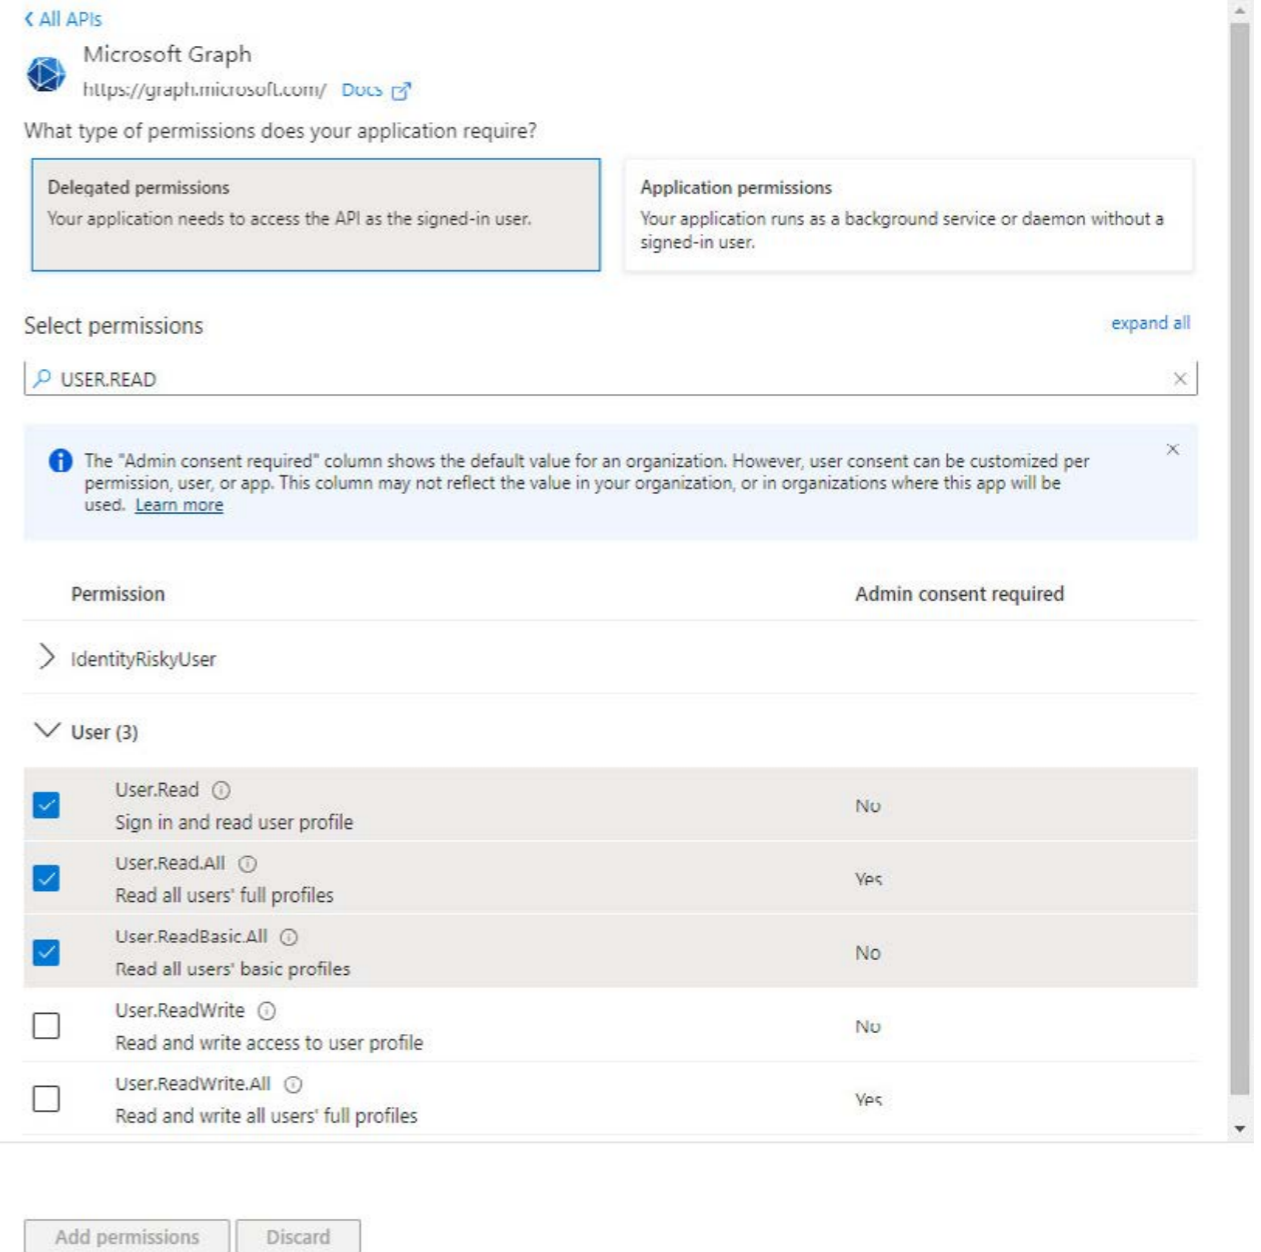 All APIs
Microsoft Graph
https://graph.microsoft.com/ Docs
What type of permissions does your application require?
Delegated permissions
Your application needs to access the API as the signed-in user.
Application permissions
Your application runs as a background service or daemon without a
signed-in user.
Select permissions
expand all
USER.READ
The "Admin consent required" column shows the default value for an organization. However, user consent can be customized per
permission, user, or app. This column may not reflect the value in your organization, or in organizations where this app will be
used. Learn more
Permission Admin consent required
IdentityRiskyUser
User (3)
User.Read
Sign in and read user profile
No
User.Read.All
Read all users' full profiles
Yes
User.ReadBasic.All
Read all users' basic profiles
No
User.ReadWrite
Read and write access to user profile
No
User.ReadWrite.All
Read and write all users' full profiles
Yes
Add permissions Discard